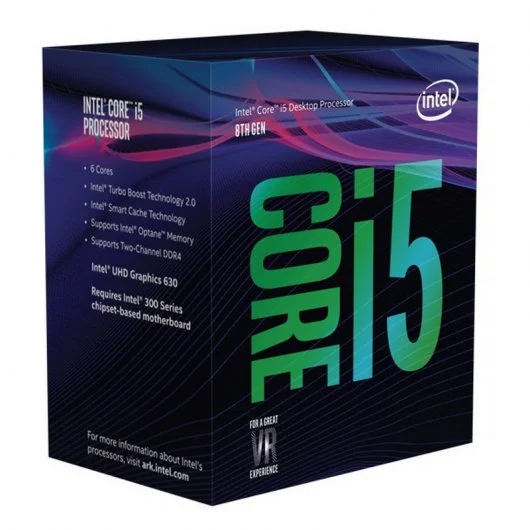 INTEL® CORE™ i5
PROCESSOR
• 6 Cores
• Intel® Turbo Boost Technology 2.0
• Intel® Smart Cache Technology
• Supports Intel® Optane™ Memory
• Supports Two-Channel DDR4
Intel® UHD Graphics 630
Requires Intel® 300 Series
chipset-based motherboard
For more information about Intel's
processors, visit ark.intel.com
Intel® Core™ i5 Desktop Processor
8TH GEN
intel
CORE i5
FOR A GREAT
VR
EXPERIENCE